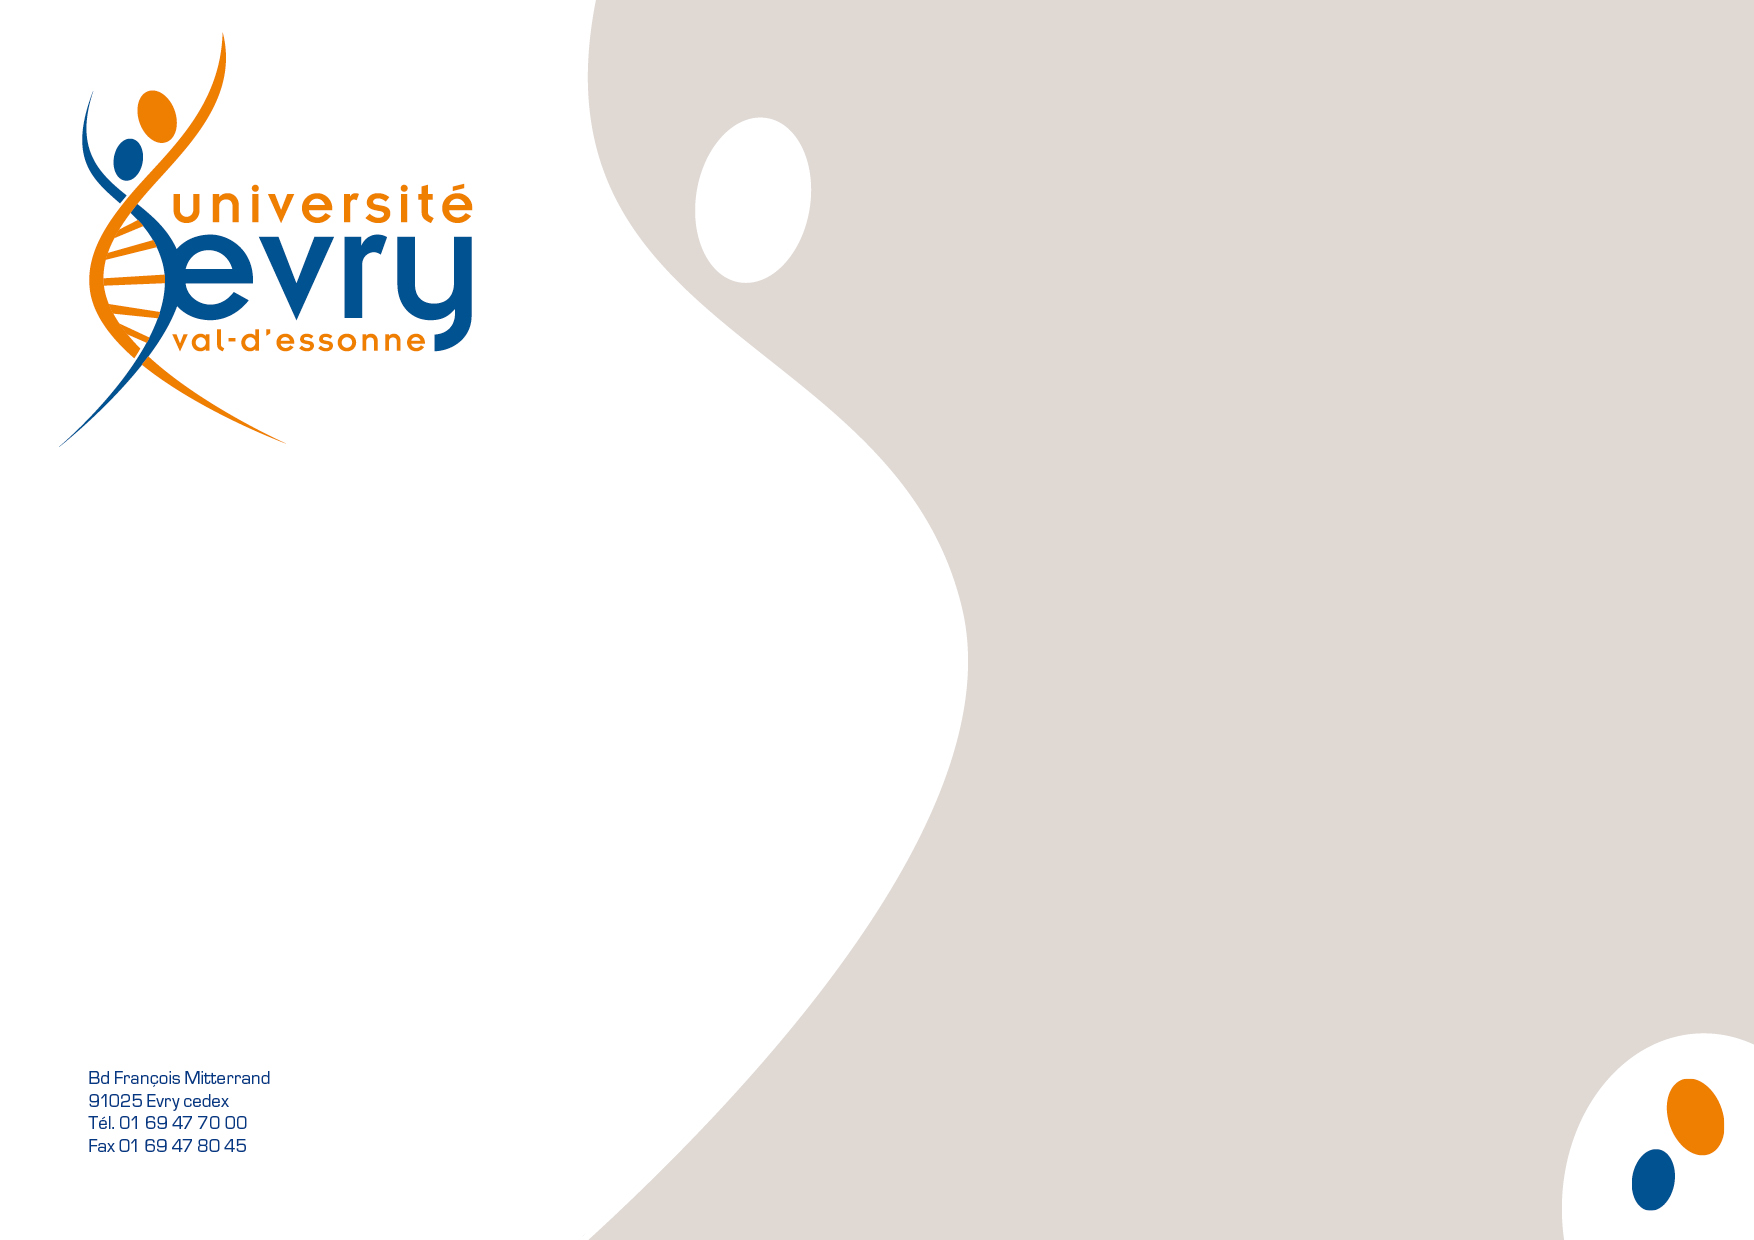 université
evry
val-d'essonne
Bd François Mitterrand
91025 Evry cedex
Tél. 01 69 47 70 00
Fax 01 69 47 80 45